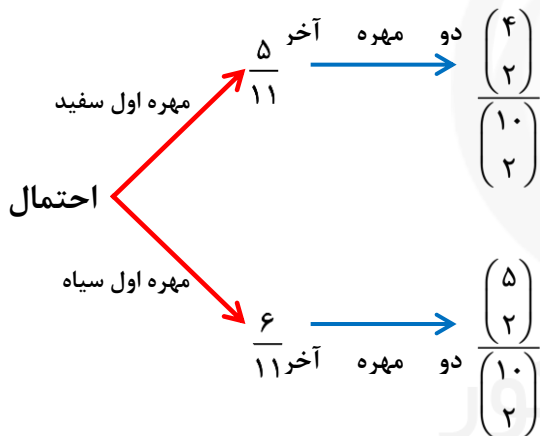 مهره اول سفید
۵/۱۱
دو مهره آخر
(۴ ۲)/(۱۰ ۲)
احتمال
مهره اول سیاه
۶/۱۱
دو مهره آخر
(۵ ۲)/(۱۰ ۲)